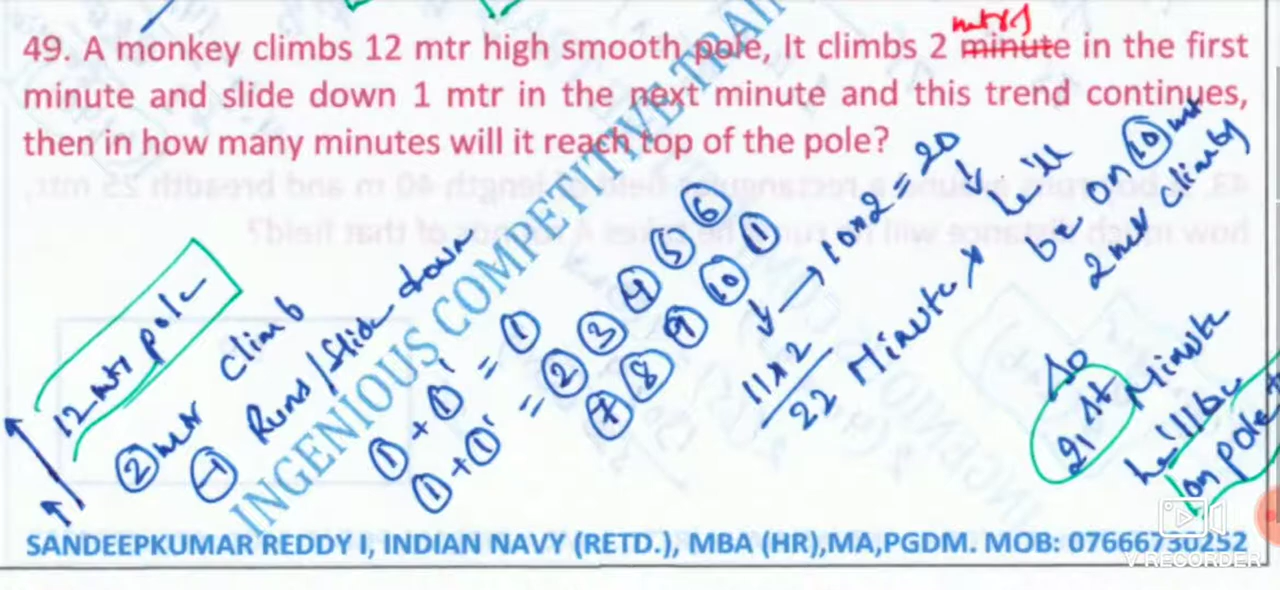 mtrs
49. A monkey climbs 12 mtr high smooth pole, It climbs 2 minute in the first
minute and slide down 1 mtr in the next minute and this trend continues,
then in how many minutes will it reach top of the pole?
12 mtr pole
2 mtr climb
-1 Runs/slide down
1 + 1' = 1
1 + 1' = 2 3 4 5 6
7 8 9 10 11
11 x 2 → 10 x 2 = 20
22 Minute
will
be on 10 mtr
2 mtr climbs
So
21 st Minute
he will be
on pole
INGENIOUS COMPETITIVE TRAI
SANDEEPKUMAR REDDY I, INDIAN NAVY (RETD.), MBA (HR),MA,PGDM. MOB: 07666730252
V RECORDER